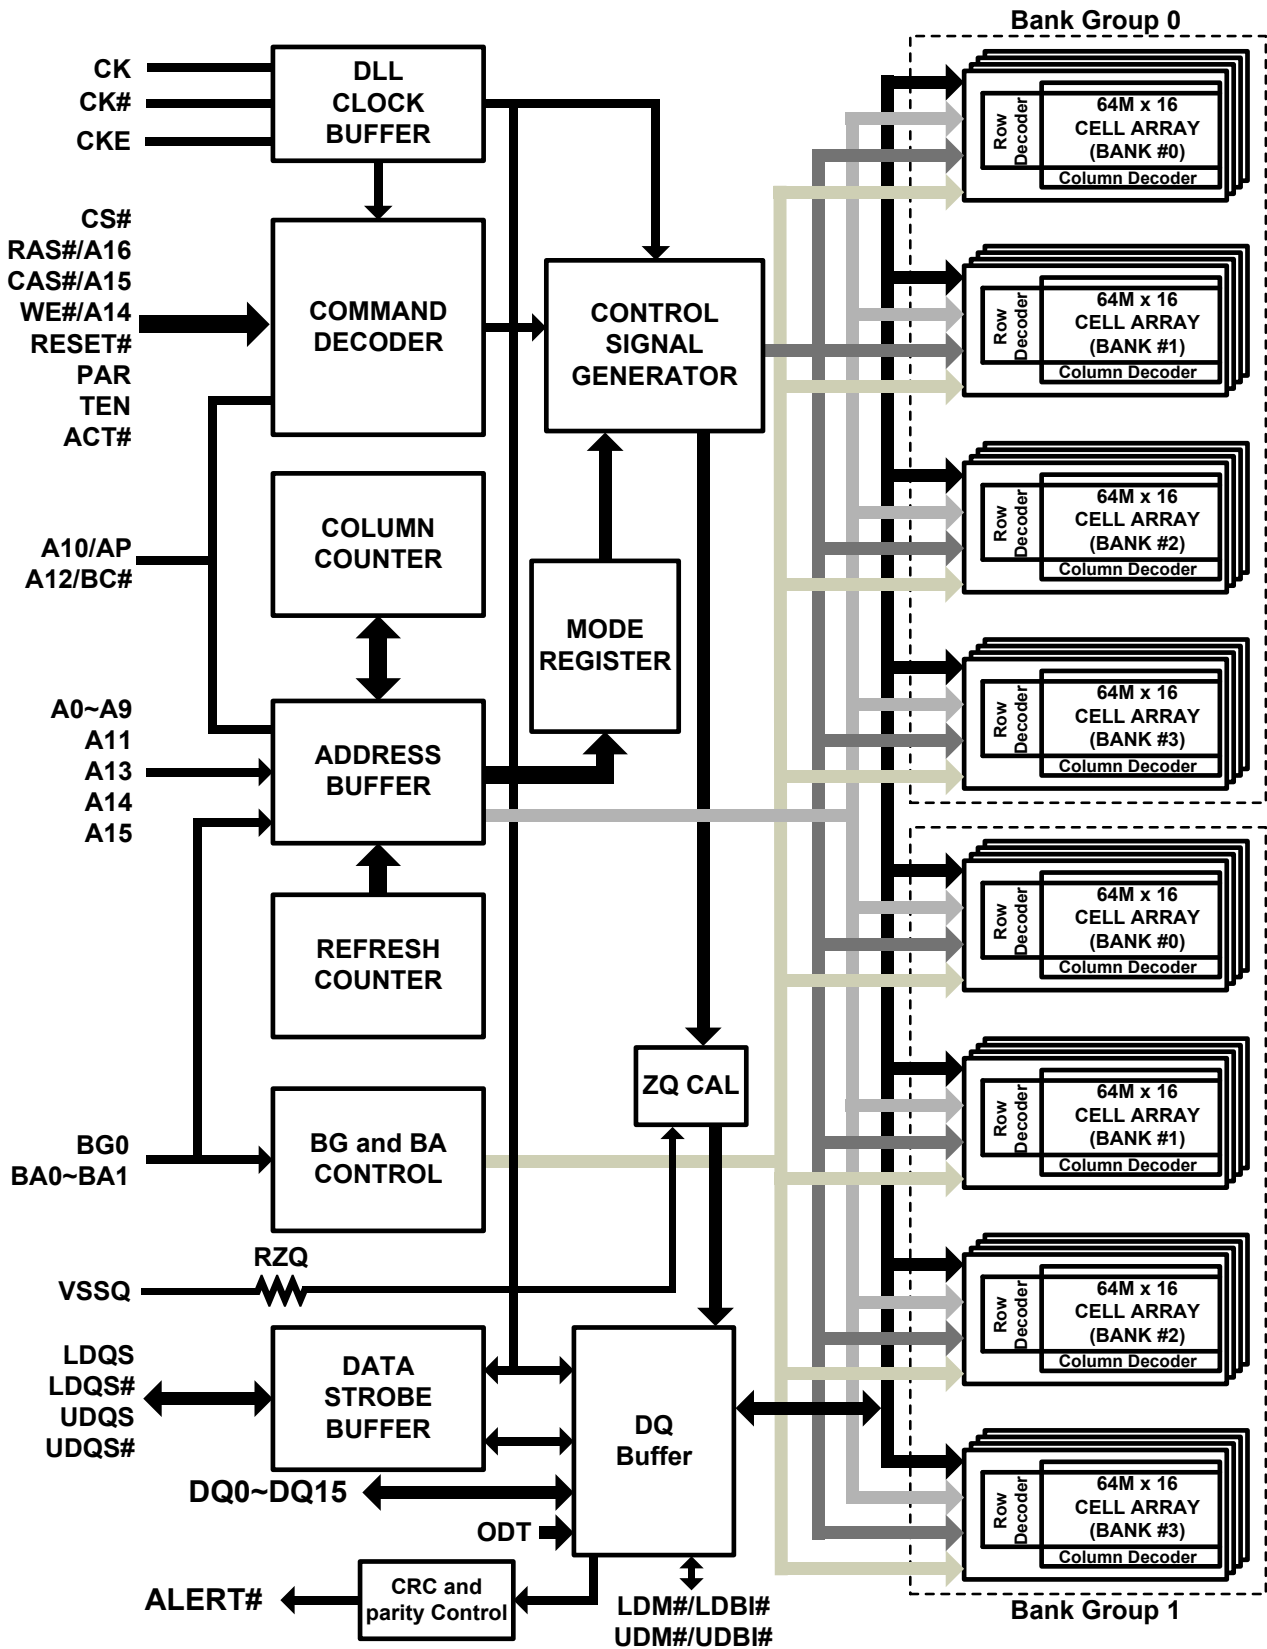 Bank Group 0
CK
CK#
CKE
DLL
CLOCK
BUFFER
CS#
RAS#/A16
CAS#/A15
WE#/A14
RESET#
PAR
TEN
ACT#
COMMAND
DECODER
CONTROL
SIGNAL
GENERATOR
A10/AP
A12/BC#
COLUMN
COUNTER
MODE
REGISTER
A0~A9
A11
A13
A14
A15
ADDRESS
BUFFER
REFRESH
COUNTER
ZQ CAL
BG0
BA0~BA1
BG and BA
CONTROL
RZQ
VSSQ
LDQS
LDQS#
UDQS
UDQS#
DATA
STROBE
BUFFER
DQ
Buffer
DQ0~DQ15
ODT
ALERT#
CRC and
parity Control
LDM#/LDBI#
UDM#/UDBI#
Row
Decoder
64M x 16
CELL ARRAY
(BANK #0)
Column Decoder
Row
Decoder
64M x 16
CELL ARRAY
(BANK #1)
Column Decoder
Row
Decoder
64M x 16
CELL ARRAY
(BANK #2)
Column Decoder
Row
Decoder
64M x 16
CELL ARRAY
(BANK #3)
Column Decoder
Row
Decoder
64M x 16
CELL ARRAY
(BANK #0)
Column Decoder
Row
Decoder
64M x 16
CELL ARRAY
(BANK #1)
Column Decoder
Row
Decoder
64M x 16
CELL ARRAY
(BANK #2)
Column Decoder
Row
Decoder
64M x 16
CELL ARRAY
(BANK #3)
Column Decoder
Bank Group 1